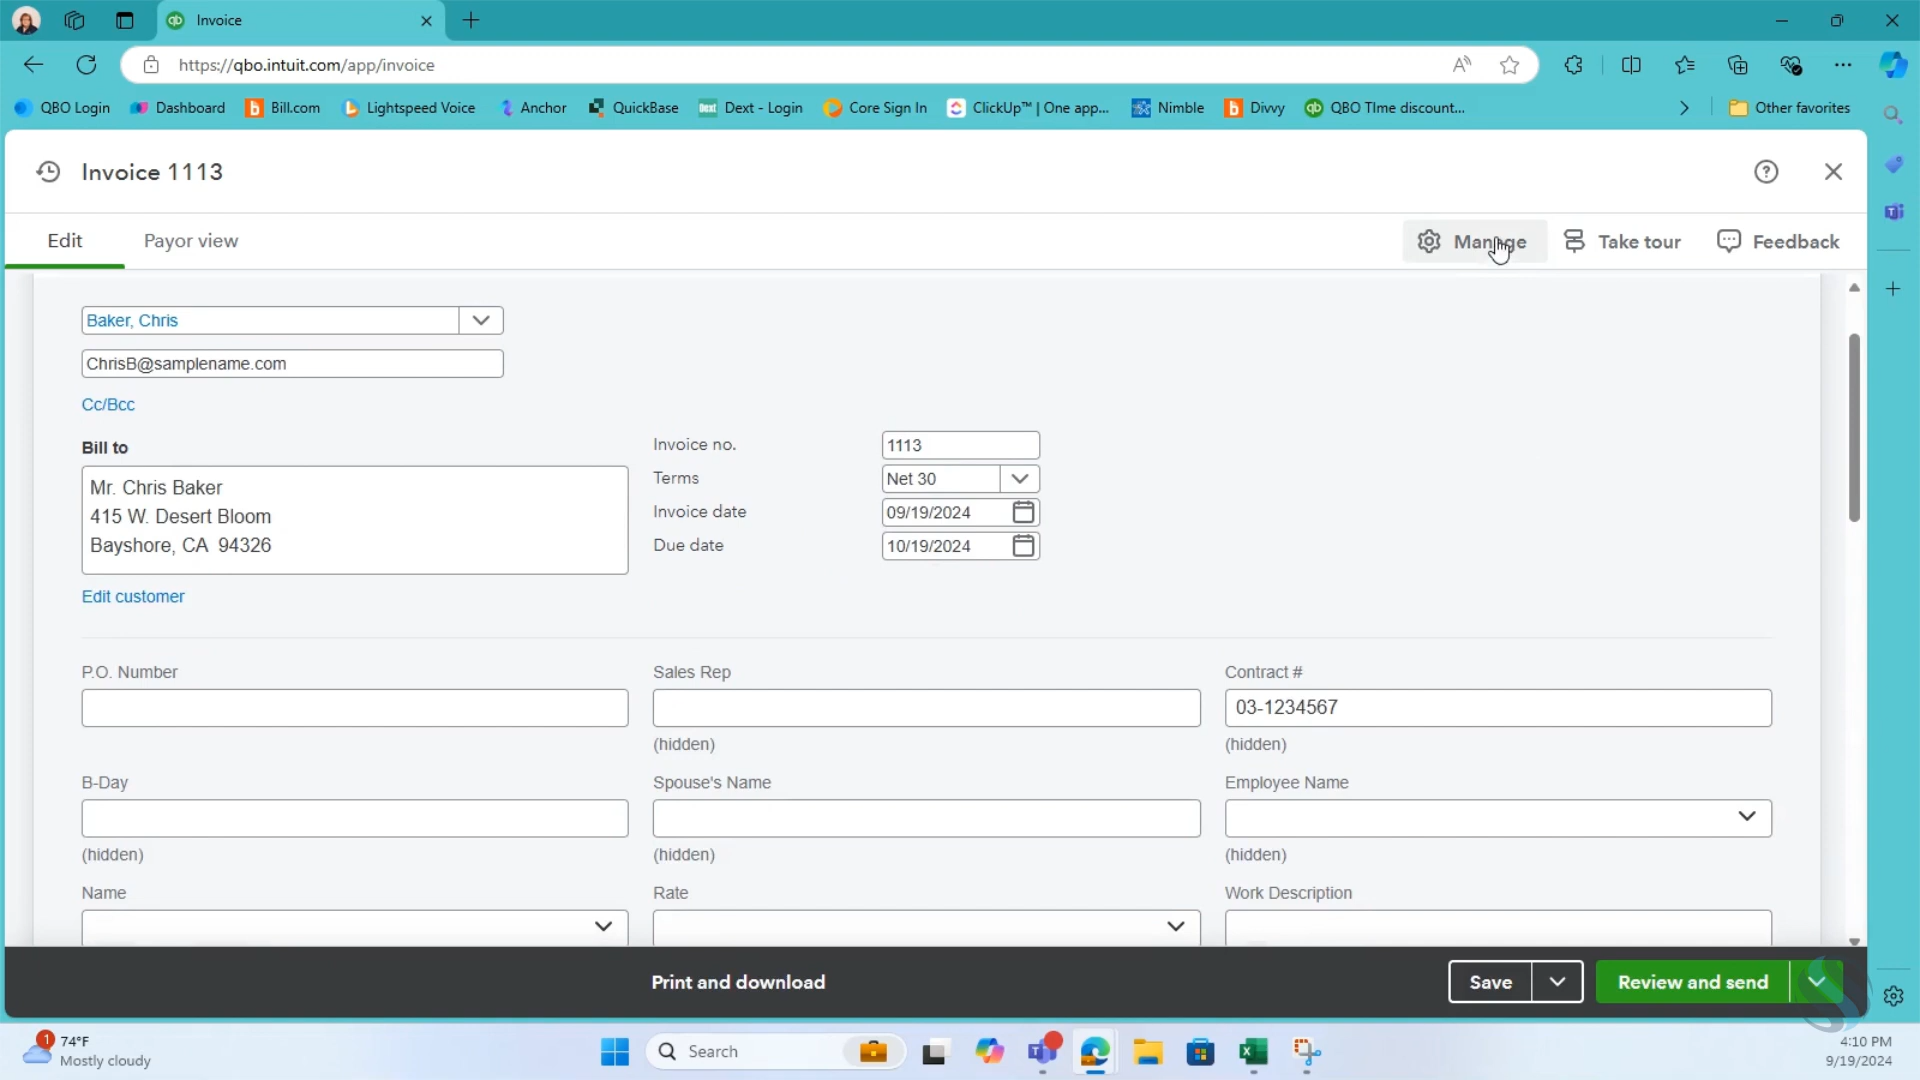 Invoice
https://qbo.intuit.com/app/invoice
QBO Login Dashboard Bill.com Lightspeed Voice Anchor QuickBase Dext - Login Core Sign In ClickUp™ | One app... Nimble Divvy QBO TIme discount... Other favorites
Invoice 1113
Edit Payor view Manage Take tour Feedback
Baker, Chris
ChrisB@samplename.com
Cc/Bcc
Bill to
Mr. Chris Baker
415 W. Desert Bloom
Bayshore, CA 94326
Edit customer
Invoice no. 1113
Terms Net 30
Invoice date 09/19/2024
Due date 10/19/2024
P.O. Number Sales Rep Contract #
03-1234567
(hidden) (hidden)
B-Day Spouse's Name Employee Name
(hidden) (hidden) (hidden)
Name Rate Work Description
Print and download Save Review and send
1 74°F
Mostly cloudy
Search
4:10 PM
9/19/2024